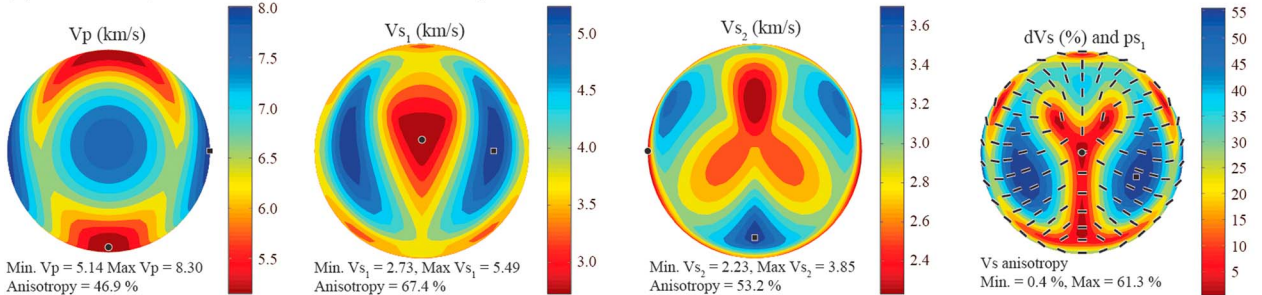 Vp (km/s)
8.0
7.5
7.0
6.5
6.0
5.5
Min. Vp = 5.14 Max Vp = 8.30
Anisotropy = 46.9 %
Vs₁ (km/s)
5.0
4.5
4.0
3.5
3.0
Min. Vs₁ = 2.73, Max Vs₁ = 5.49
Anisotropy = 67.4 %
Vs₂ (km/s)
3.6
3.4
3.2
3.0
2.8
2.6
2.4
Min. Vs₂ = 2.23, Max Vs₂ = 3.85
Anisotropy = 53.2 %
dVs (%) and ps₁
55
50
45
40
35
30
25
20
15
10
5
Vs anisotropy
Min. = 0.4 %, Max = 61.3 %